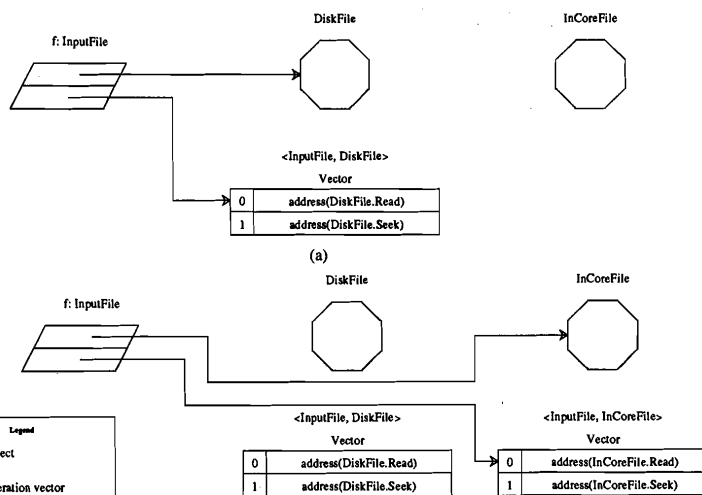 DiskFile
InCoreFile
f: InputFile
<InputFile, DiskFile>
Vector
0 address(DiskFile.Read)
1 address(DiskFile.Seek)
(a)
DiskFile
InCoreFile
f: InputFile
<InputFile, DiskFile>
<InputFile, InCoreFile>
Legend
Vector
Vector
ect
0 address(DiskFile.Read)
0 address(InCoreFile.Read)
eration vector
1 address(DiskFile.Seek)
1 address(InCoreFile.Seek)